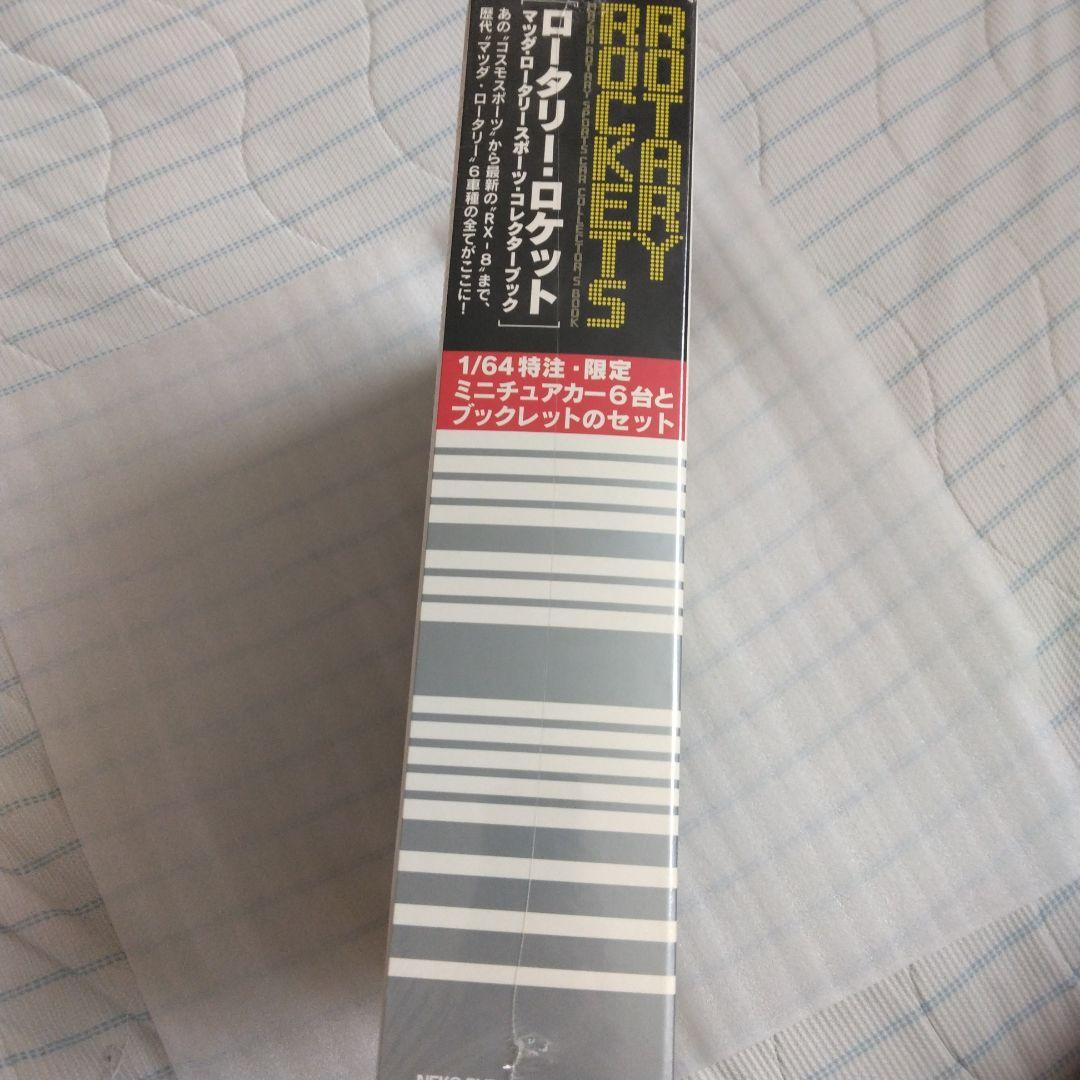 ROTARY
ROCKETS
MAZDA ROTARY SPORTS CAR COLLECTOR'S BOOK
[ロータリー・ロケット]
マツダ・ロータリースポーツ・コレクターブック
あの“コスモスポーツ”から最新の“RX-8”まで、
歴代“マツダ・ロータリー”6車種の全てがここに!
1/64特注・限定
ミニチュアカー6台と
ブックレットのセット